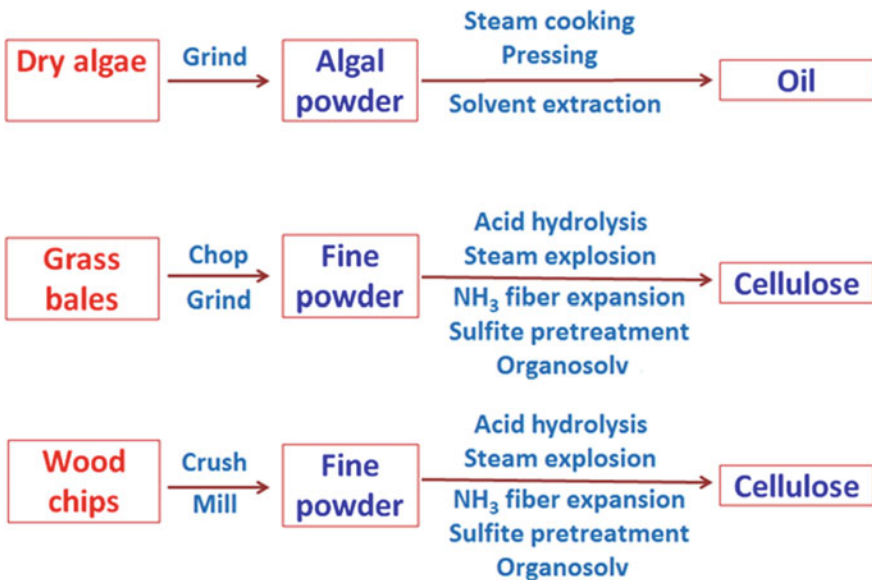 Dry algae
Grind
Algal
powder
Steam cooking
Pressing
Solvent extraction
Oil
Grass
bales
Chop
Grind
Fine
powder
Acid hydrolysis
Steam explosion
NH₃ fiber expansion
Sulfite pretreatment
Organosolv
Cellulose
Wood
chips
Crush
Mill
Fine
powder
Acid hydrolysis
Steam explosion
NH₃ fiber expansion
Sulfite pretreatment
Organosolv
Cellulose